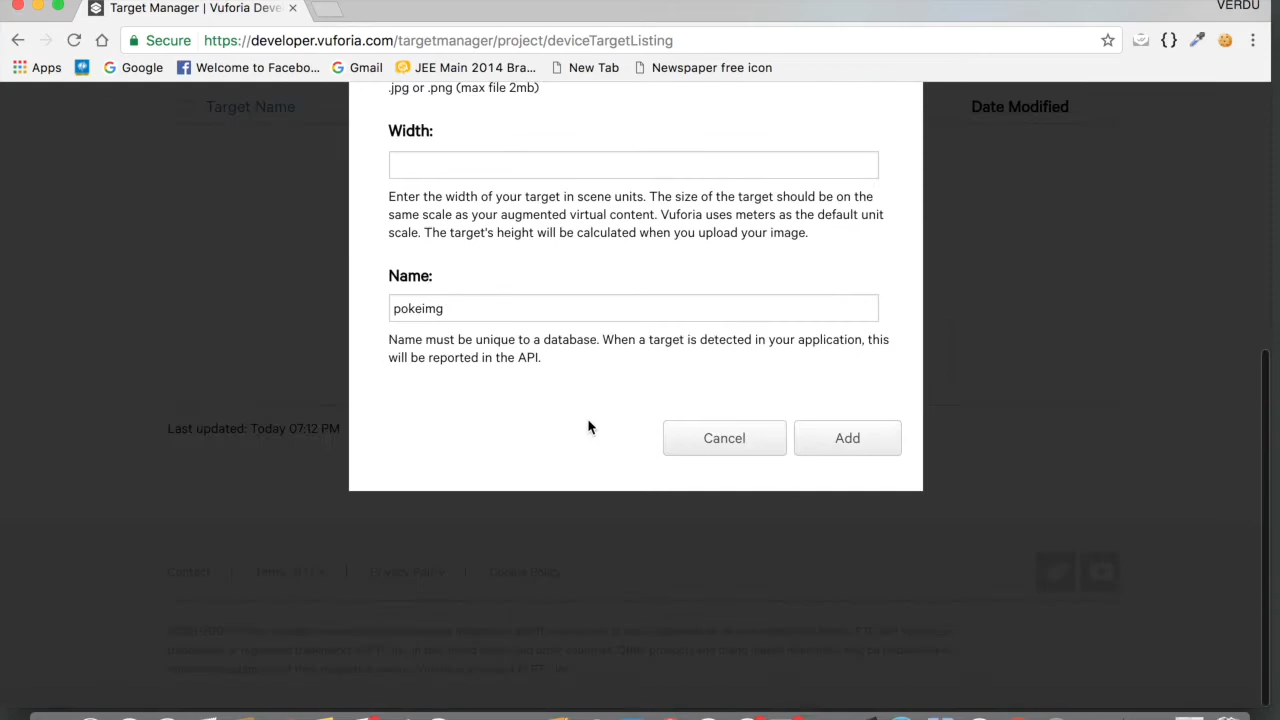 Target Manager | Vuforia Deve
VERDU
Secure https://developer.vuforia.com/targetmanager/project/deviceTargetListing
Apps Google Welcome to Facebo... Gmail JEE Main 2014 Bra... New Tab Newspaper free icon
.jpg or .png (max file 2mb)
Target Name Date Modified
Width:
Enter the width of your target in scene units. The size of the target should be on the
same scale as your augmented virtual content. Vuforia uses meters as the default unit
scale. The target's height will be calculated when you upload your image.
Name:
pokeimg
Name must be unique to a database. When a target is detected in your application, this
will be reported in the API.
Last updated: Today 07:12 PM
Cancel Add
Contact Privacy Policy Cookie Policy